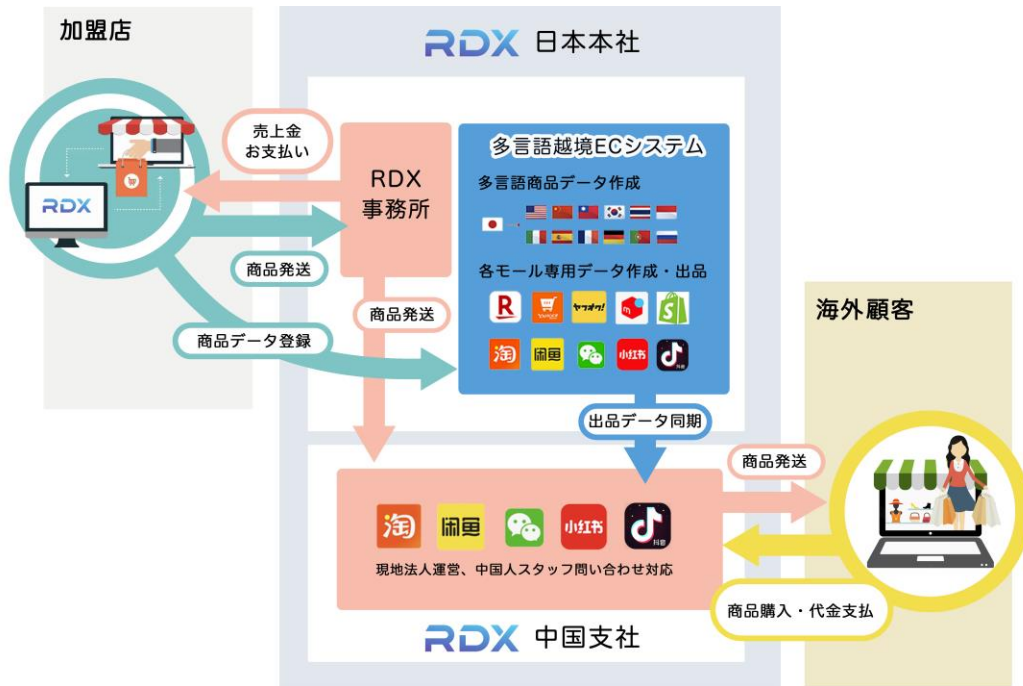 加盟店
RDX 日本本社
売上金
お支払い
RDX
事務所
多言語越境ECシステム
多言語商品データ作成
RDX
商品発送
各モール専用データ作成・出品
R
YAHOO!
ヤフオク!
m
S
商品発送
商品データ登録
淘
闲鱼
小红书
抖音
海外顧客
出品データ同期
商品発送
淘
闲鱼
小红书
抖音
現地法人運営、中国人スタッフ問い合わせ対応
商品購入・代金支払
RDX 中国支社